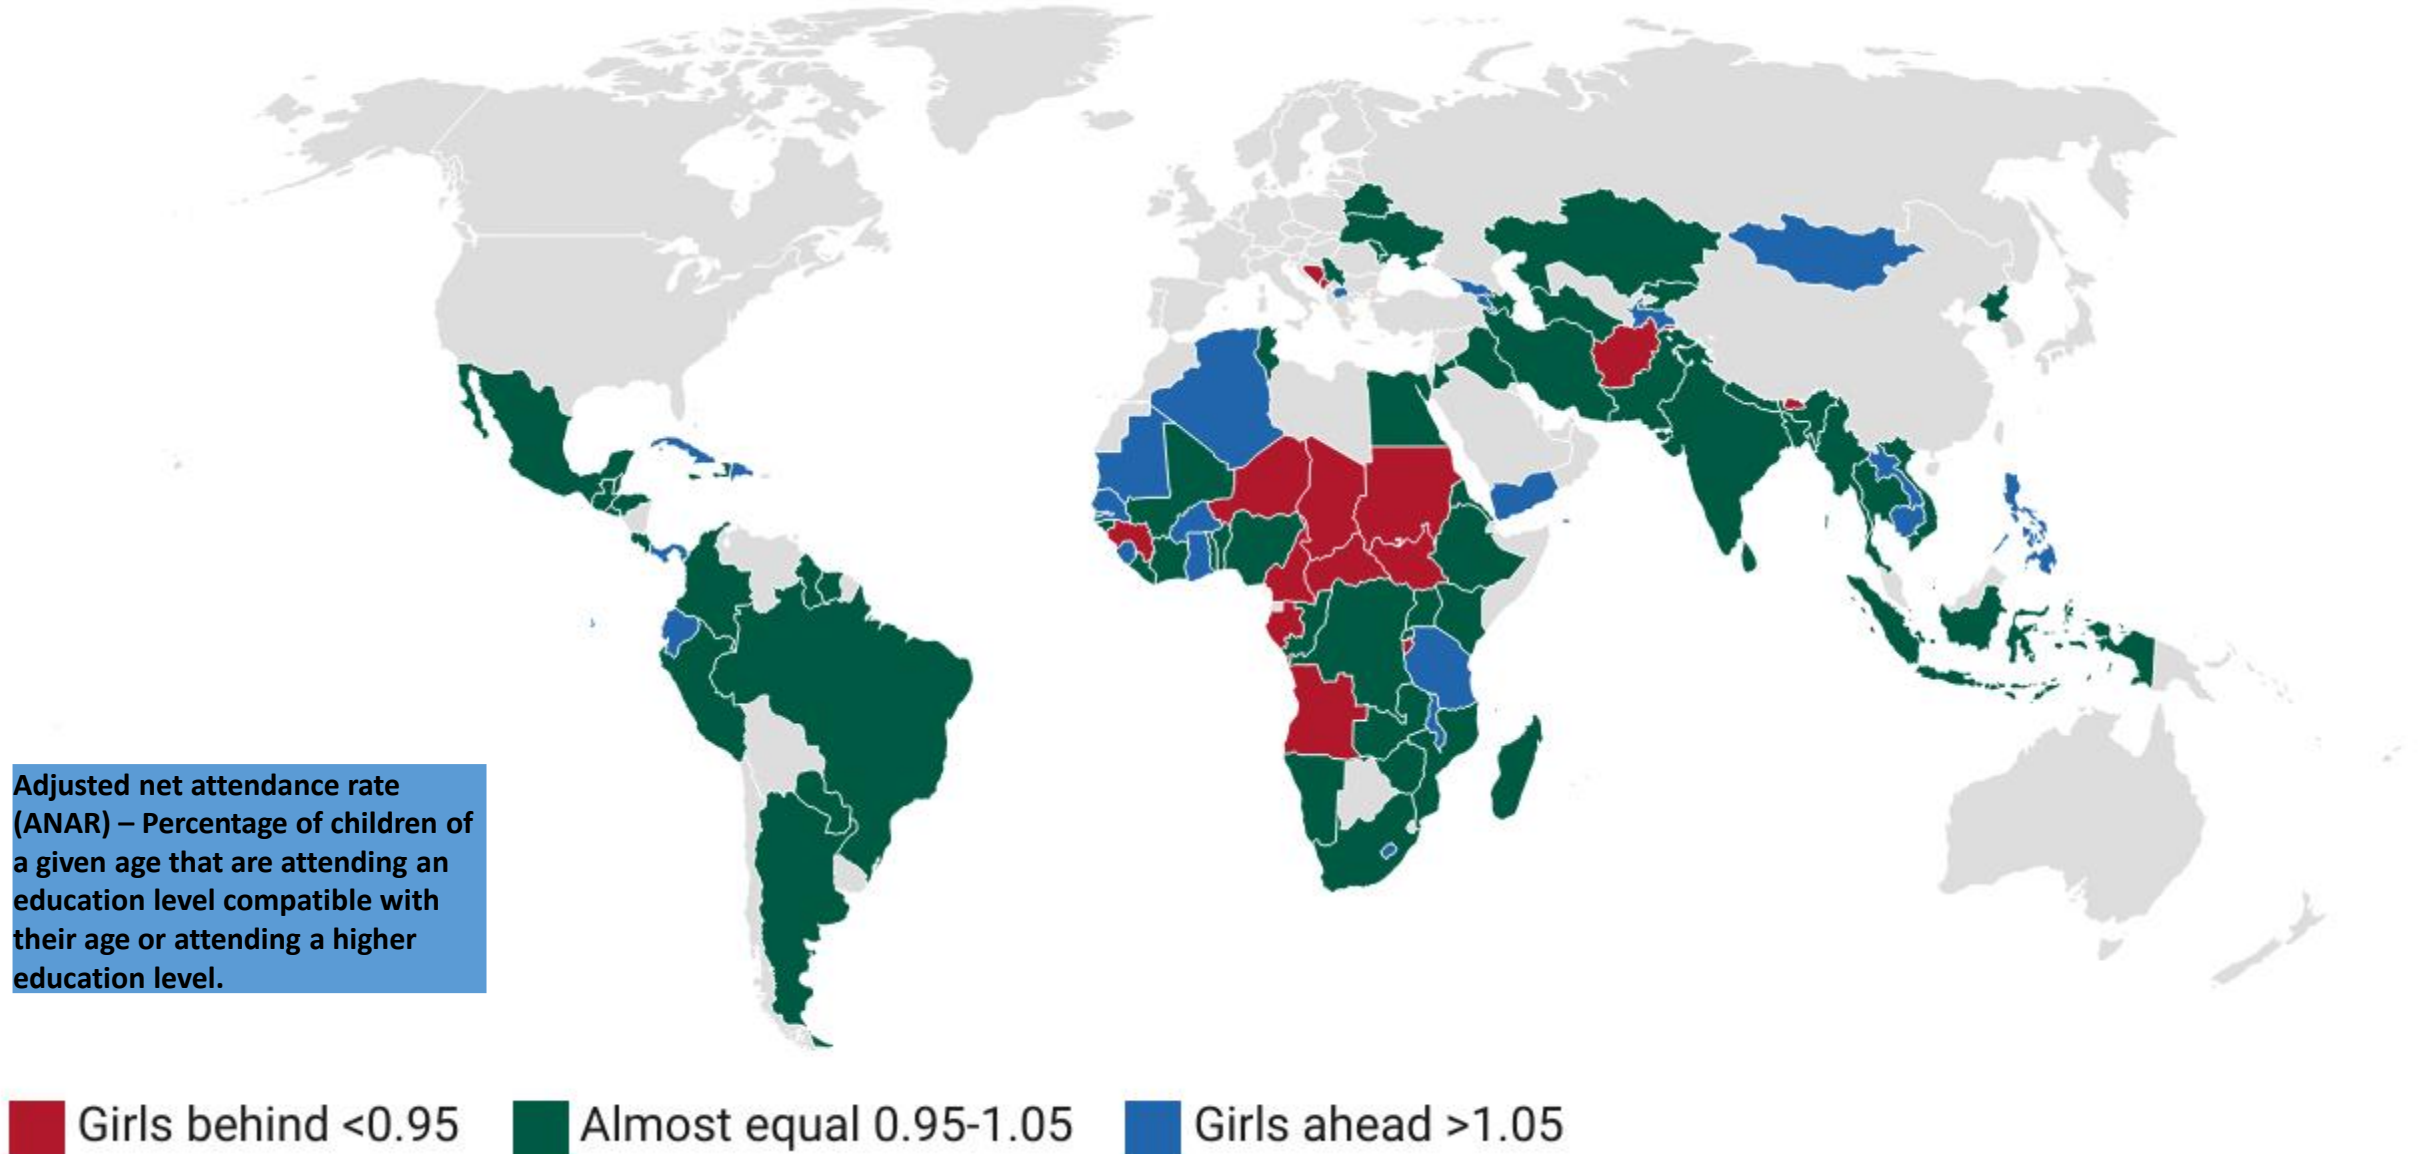 Adjusted net attendance rate
(ANAR) – Percentage of children of
a given age that are attending an
education level compatible with
their age or attending a higher
education level.
Girls behind <0.95
Almost equal 0.95-1.05
Girls ahead >1.05